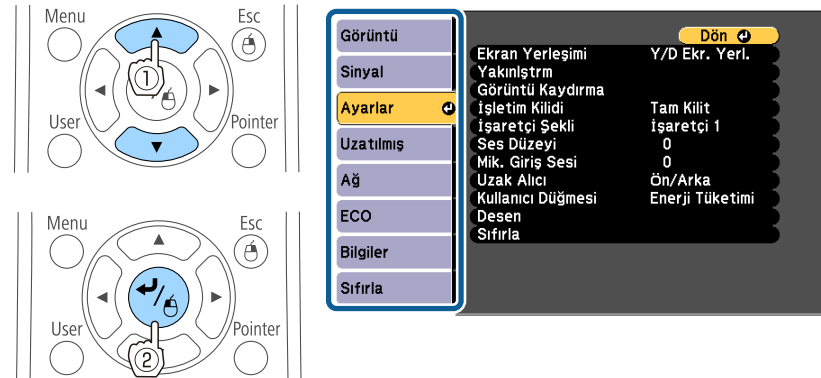 Menu
Esc
1
User
Pointer
Menu
Esc
User
Pointer
2
Görüntü
Sinyal
Ayarlar
Uzatılmış
Ağ
ECO
Bilgiler
Sıfırla
Dön
Ekran Yerleşimi Y/D Ekr. Yerl.
Yakınlştrm
Görüntü Kaydırma
İşletim Kilidi Tam Kilit
İşaretçi Şekli İşaretçi 1
Ses Düzeyi 0
Mik. Giriş Sesi 0
Uzak Alıcı Ön/Arka
Kullanıcı Düğmesi Enerji Tüketimi
Desen
Sıfırla